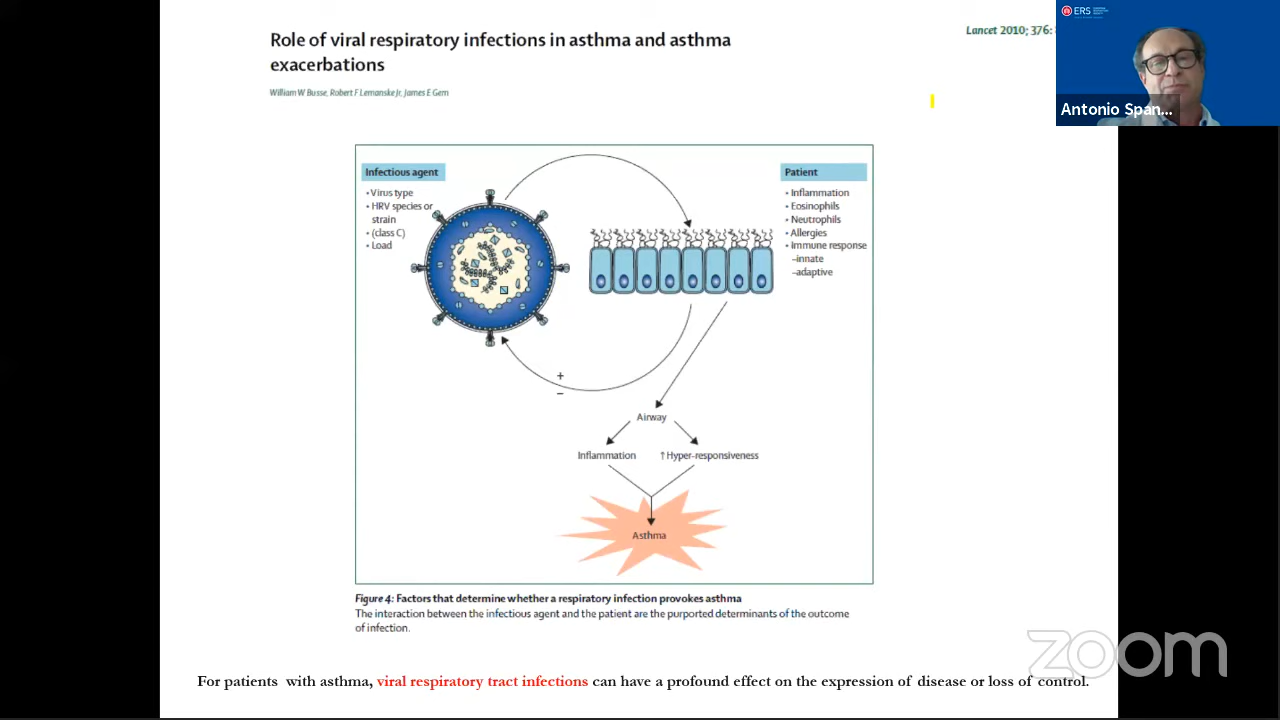 Role of viral respiratory infections in asthma and asthma
exacerbations
William W Busse, Robert F Lemanske Jr, James E Gern
Lancet 2010; 376:
ERS
Antonio Span...
Infectious agent
• Virus type
• HRV species or
strain
• (class C)
• Load
Patient
• Inflammation
• Eosinophils
• Neutrophils
• Allergies
• Immune response
–innate
–adaptive
+
–
Airway
Inflammation
↑Hyper-responsiveness
Asthma
Figure 4: Factors that determine whether a respiratory infection provokes asthma
The interaction between the infectious agent and the patient are the purported determinants of the outcome
of infection.
zoom
For patients with asthma, viral respiratory tract infections can have a profound effect on the expression of disease or loss of control.